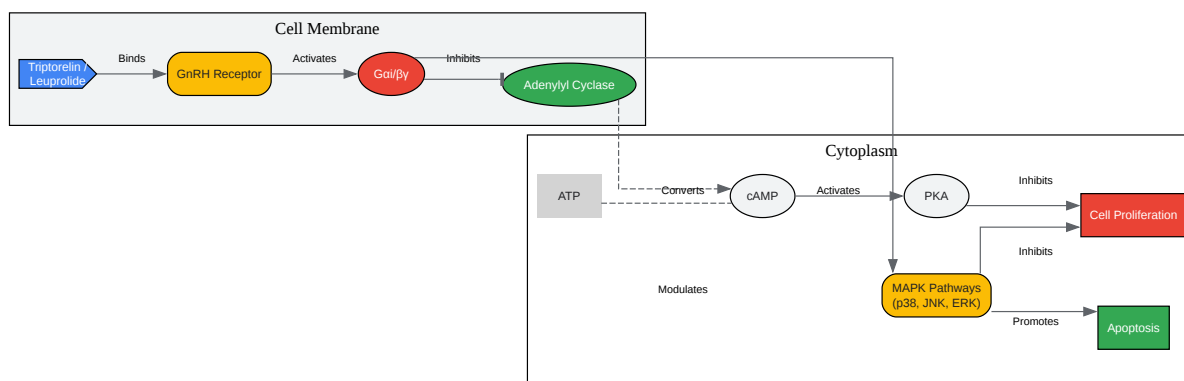 Cell Membrane
Triptorelin /
Leuprolide
Binds
GnRH Receptor
Activates
Gαi/βγ
Inhibits
Adenylyl Cyclase
Cytoplasm
ATP
Converts
cAMP
Activates
PKA
Inhibits
Cell Proliferation
Inhibits
Modulates
MAPK Pathways
(p38, JNK, ERK)
Promotes
Apoptosis